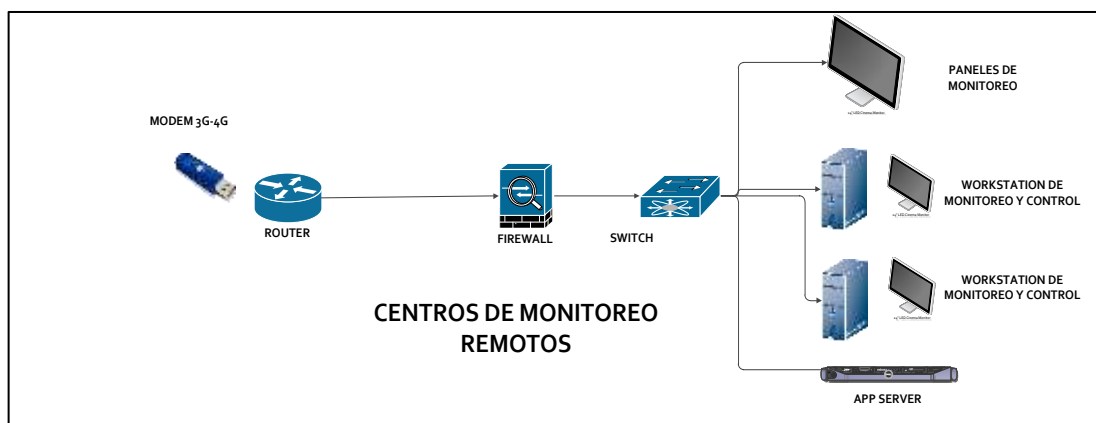 PANELES DE
MONITOREO
MODEM 3G-4G
WORKSTATION DE
MONITOREO Y CONTROL
ROUTER
FIREWALL
SWITCH
WORKSTATION DE
MONITOREO Y CONTROL
CENTROS DE MONITOREO
REMOTOS
APP SERVER